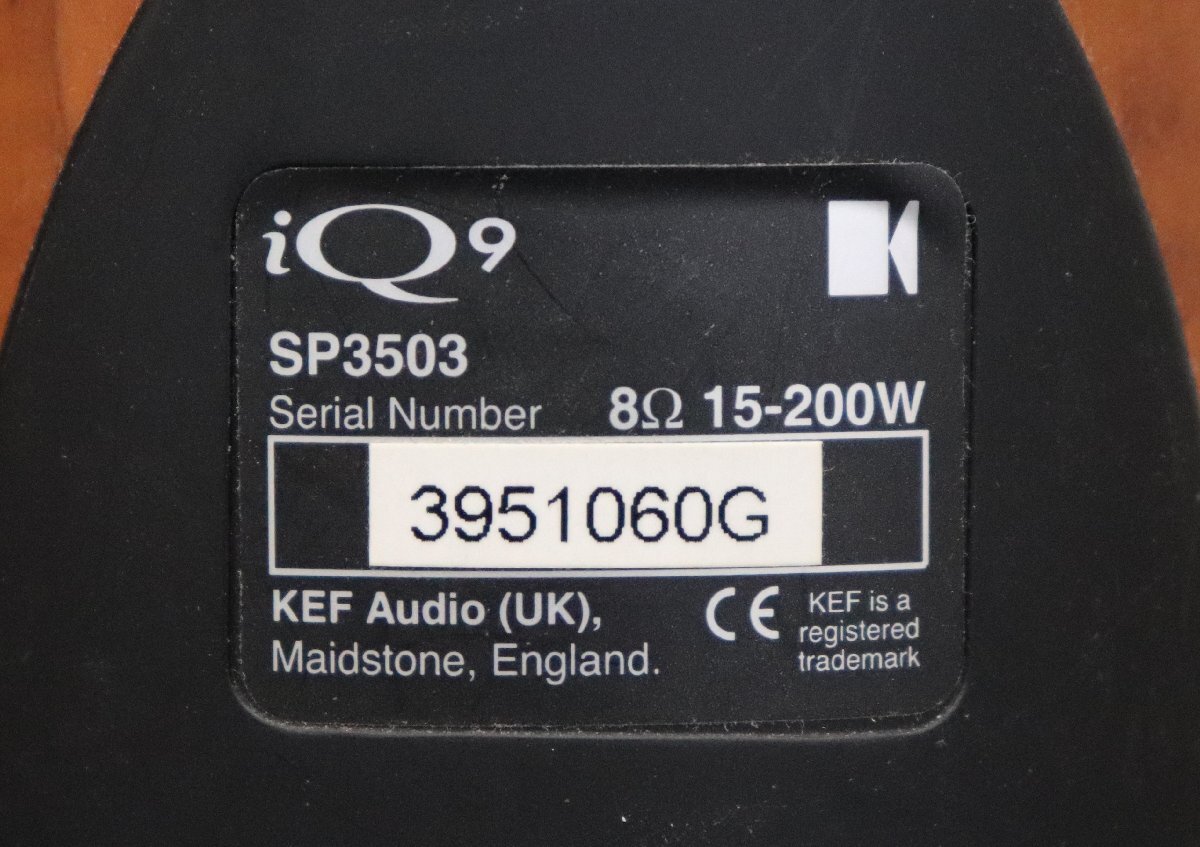 iQ9
SP3503
Serial Number 8Ω 15-200W
3951060G
KEF Audio (UK),
Maidstone, England.
CE
KEF is a
registered
trademark